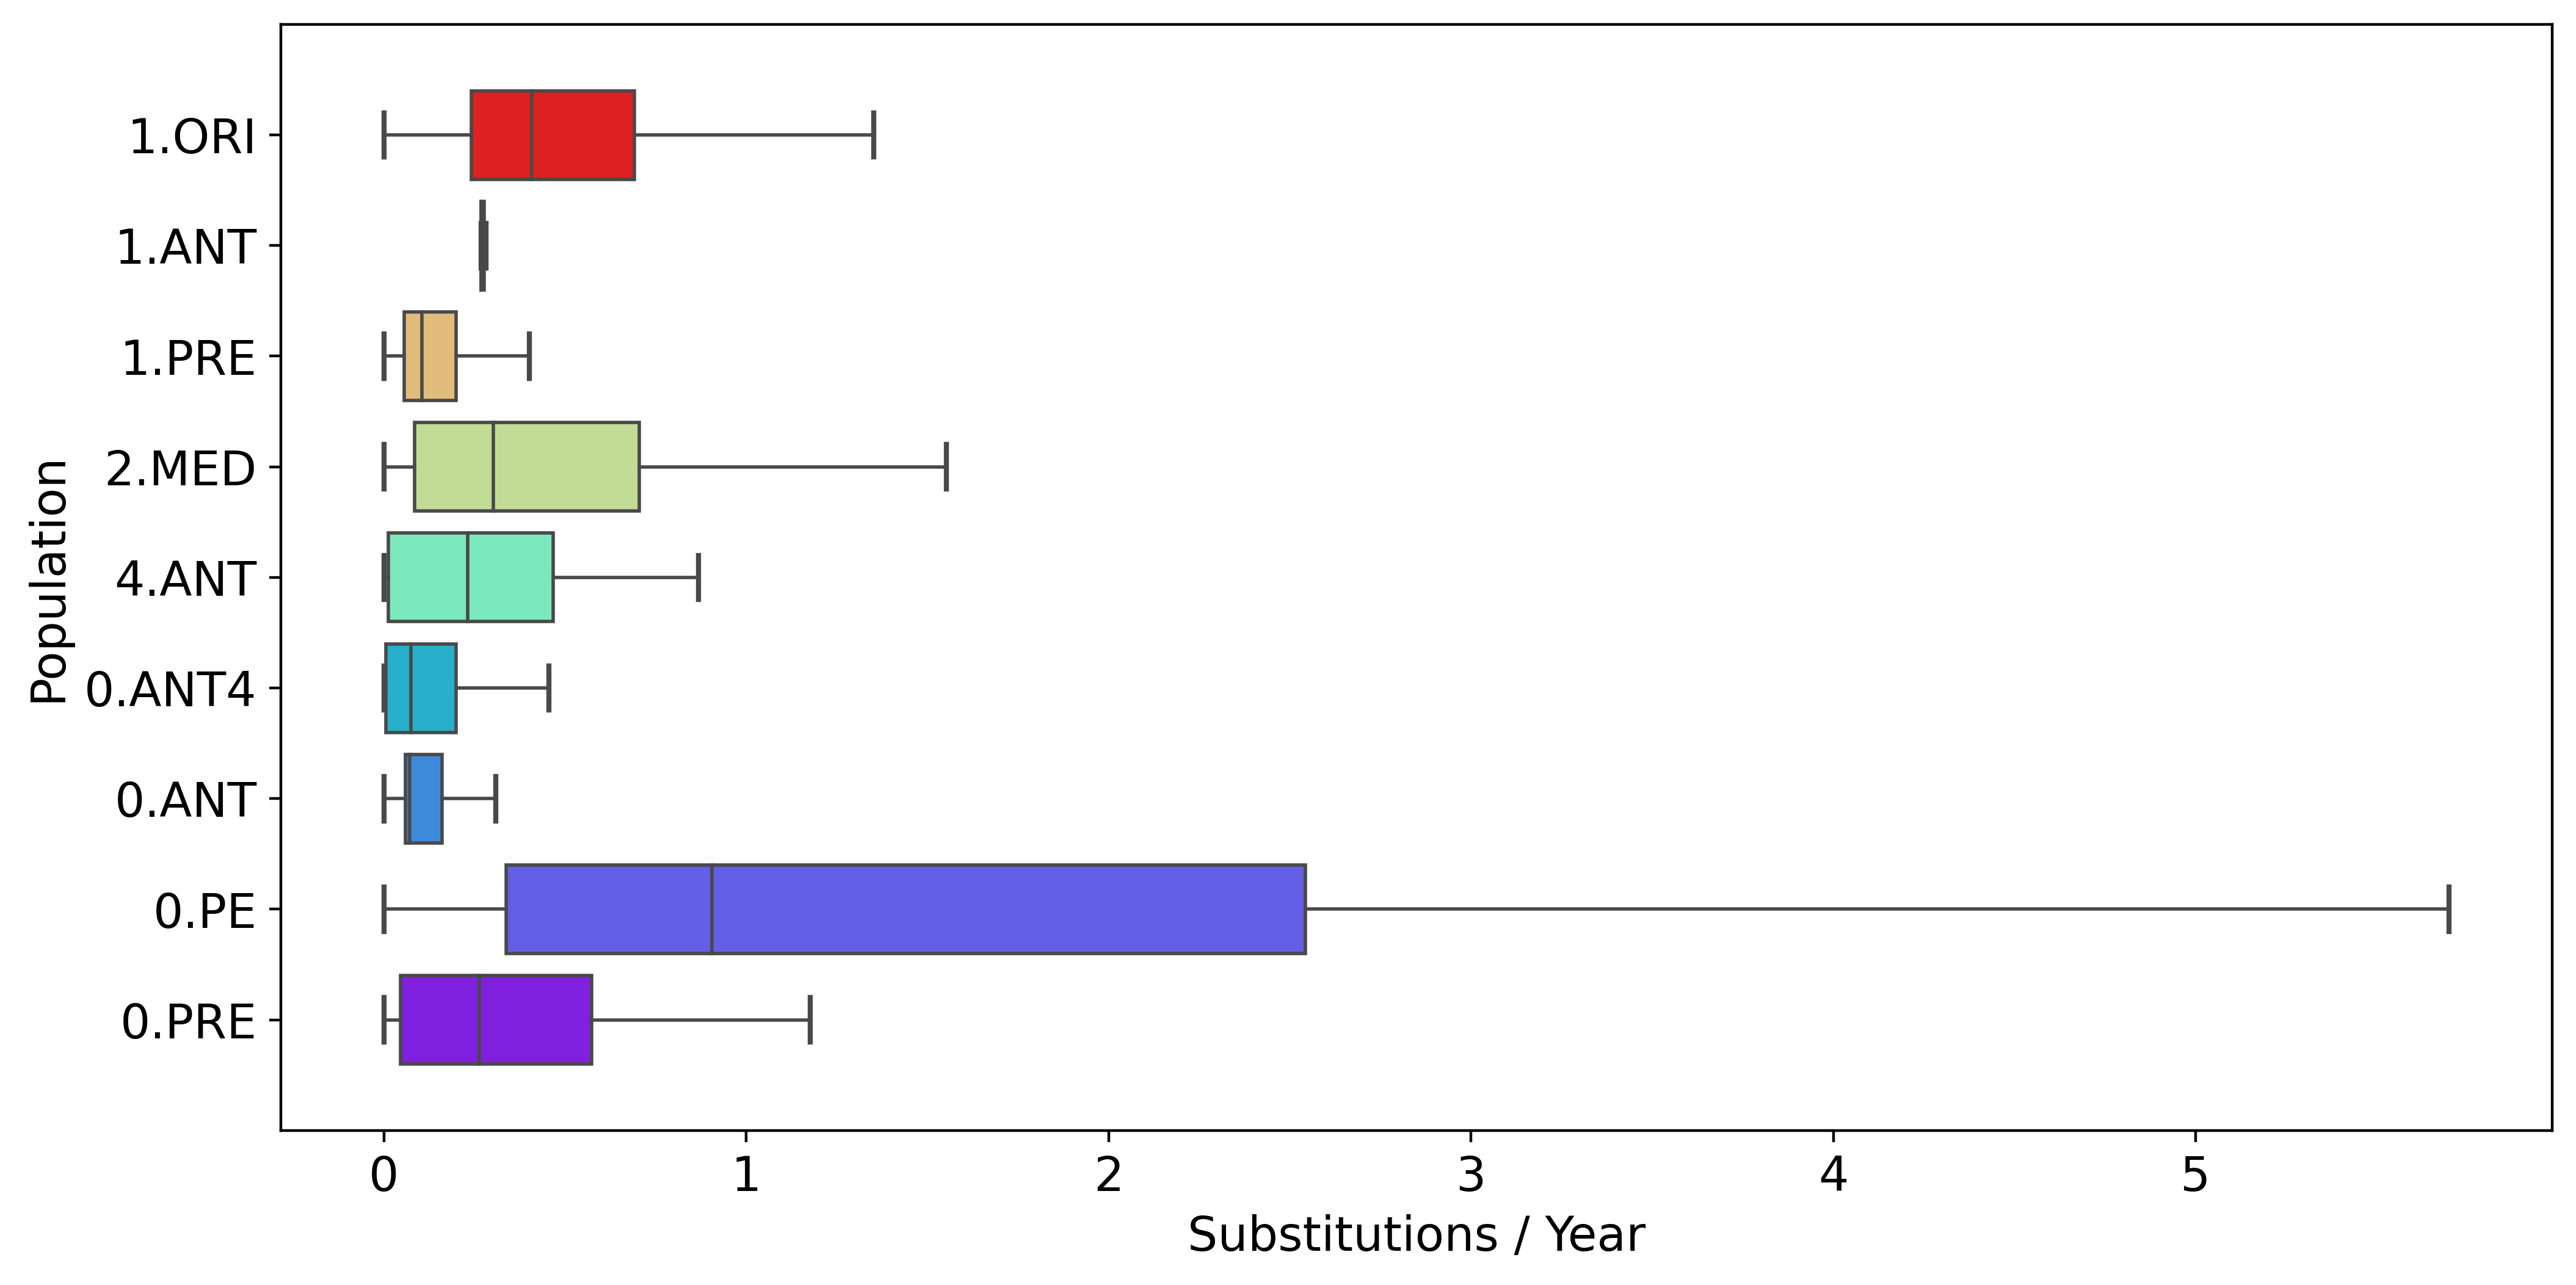 Population
1.ORI
1.ANT
1.PRE
2.MED
4.ANT
0.ANT4
0.ANT
0.PE
0.PRE
0 1 2 3 4 5
Substitutions / Year